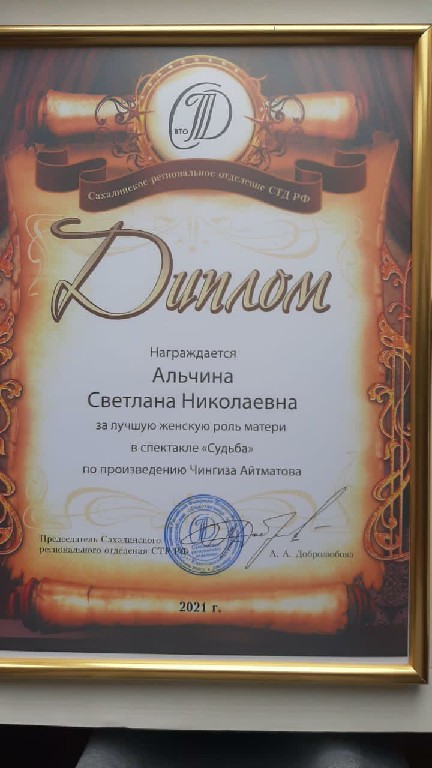 ВТО
СТД
Сахалинское региональное отделение СТД РФ
Диплом
Награждается
Альчина
Светлана Николаевна
за лучшую женскую роль матери
в спектакле «Судьба»
по произведению Чингиза Айтматова
Председатель Сахалинского
регионального отделения СТД РФ
А. А. Добролюбова
2021 г.